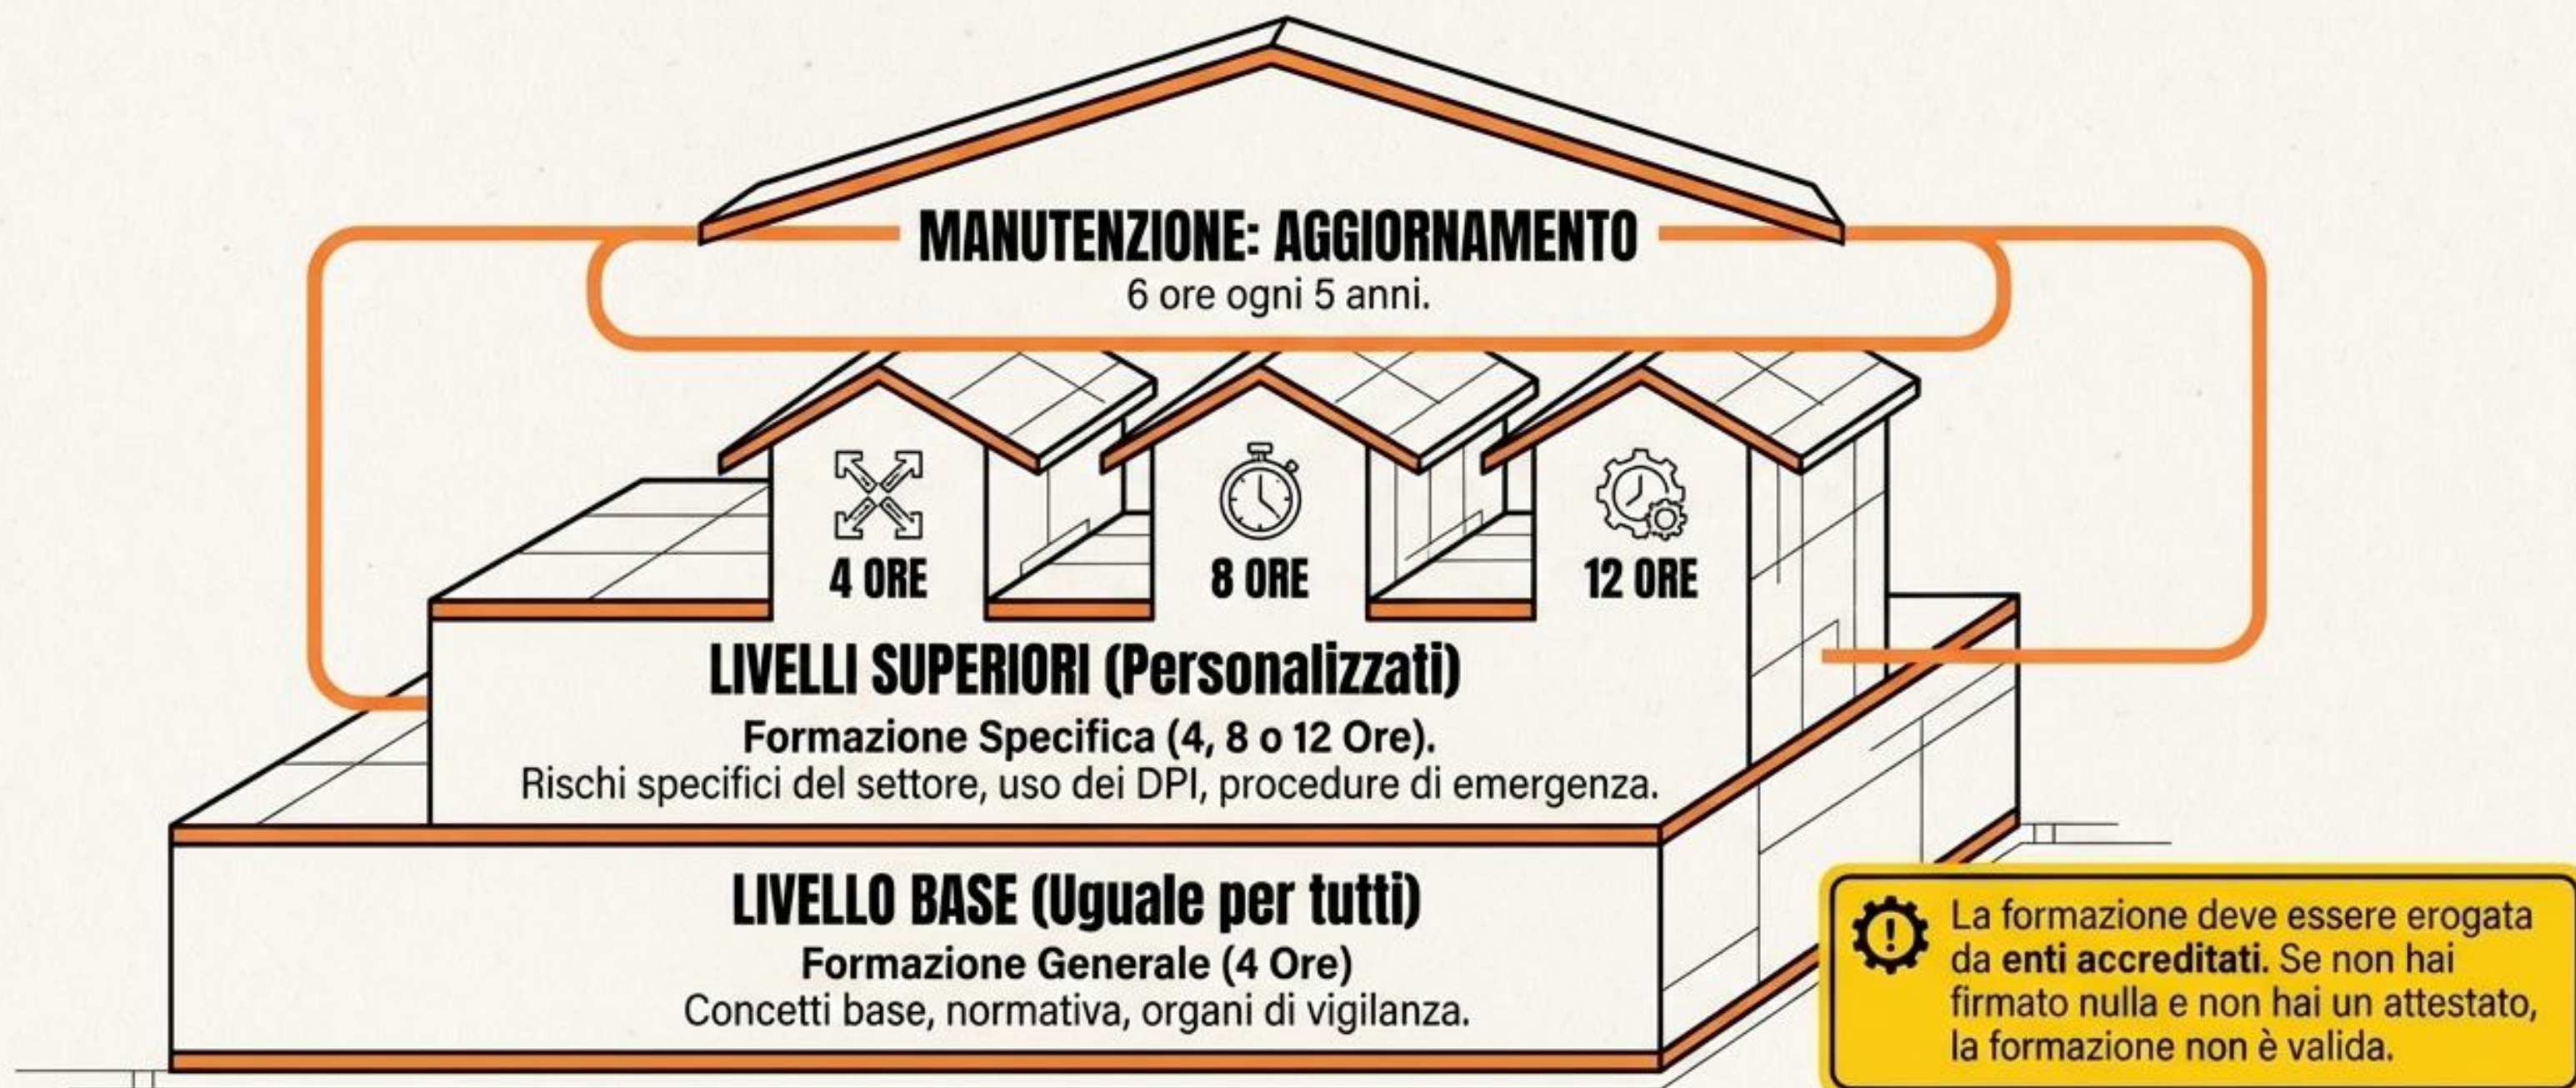 MANUTENZIONE: AGGIORNAMENTO
6 ore ogni 5 anni.
4 ORE
8 ORE
12 ORE
LIVELLI SUPERIORI (Personalizzati)
Formazione Specifica (4, 8 o 12 Ore).
Rischi specifici del settore, uso dei DPI, procedure di emergenza.
LIVELLO BASE (Uguale per tutti)
Formazione Generale (4 Ore)
Concetti base, normativa, organi di vigilanza.
La formazione deve essere erogata
da enti accreditati. Se non hai
firmato nulla e non hai un attestato,
la formazione non è valida.